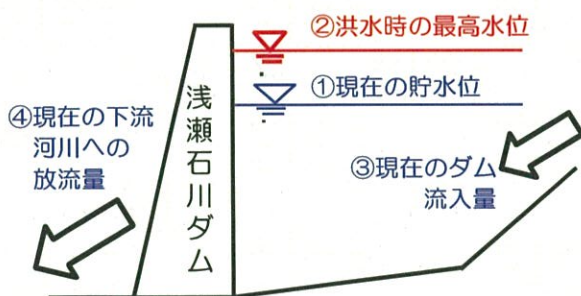 ②洪水時の最高水位
①現在の貯水位
④現在の下流
河川への
放流量
浅瀬石川ダム
③現在のダム
流入量